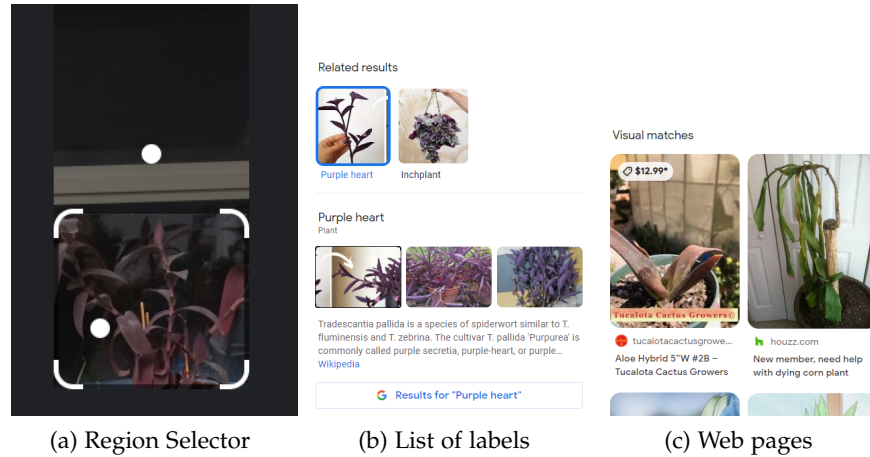 Related results
Purple heart
Inchplant
Purple heart
Plant
Tradescantia pallida is a species of spiderwort similar to T.
fluminensis and T. zebrina. The cultivar T. pallida 'Purpurea' is
commonly called purple secretia, purple-heart, or purple...
Wikipedia
G Results for "Purple heart"
Visual matches
$12.99*
Tucalota Cactus Growers©
tucalotacactusgrowe...
Aloe Hybrid 5"W #2B –
Tucalota Cactus Growers
houzz.com
New member, need help
with dying corn plant
(a) Region Selector
(b) List of labels
(c) Web pages